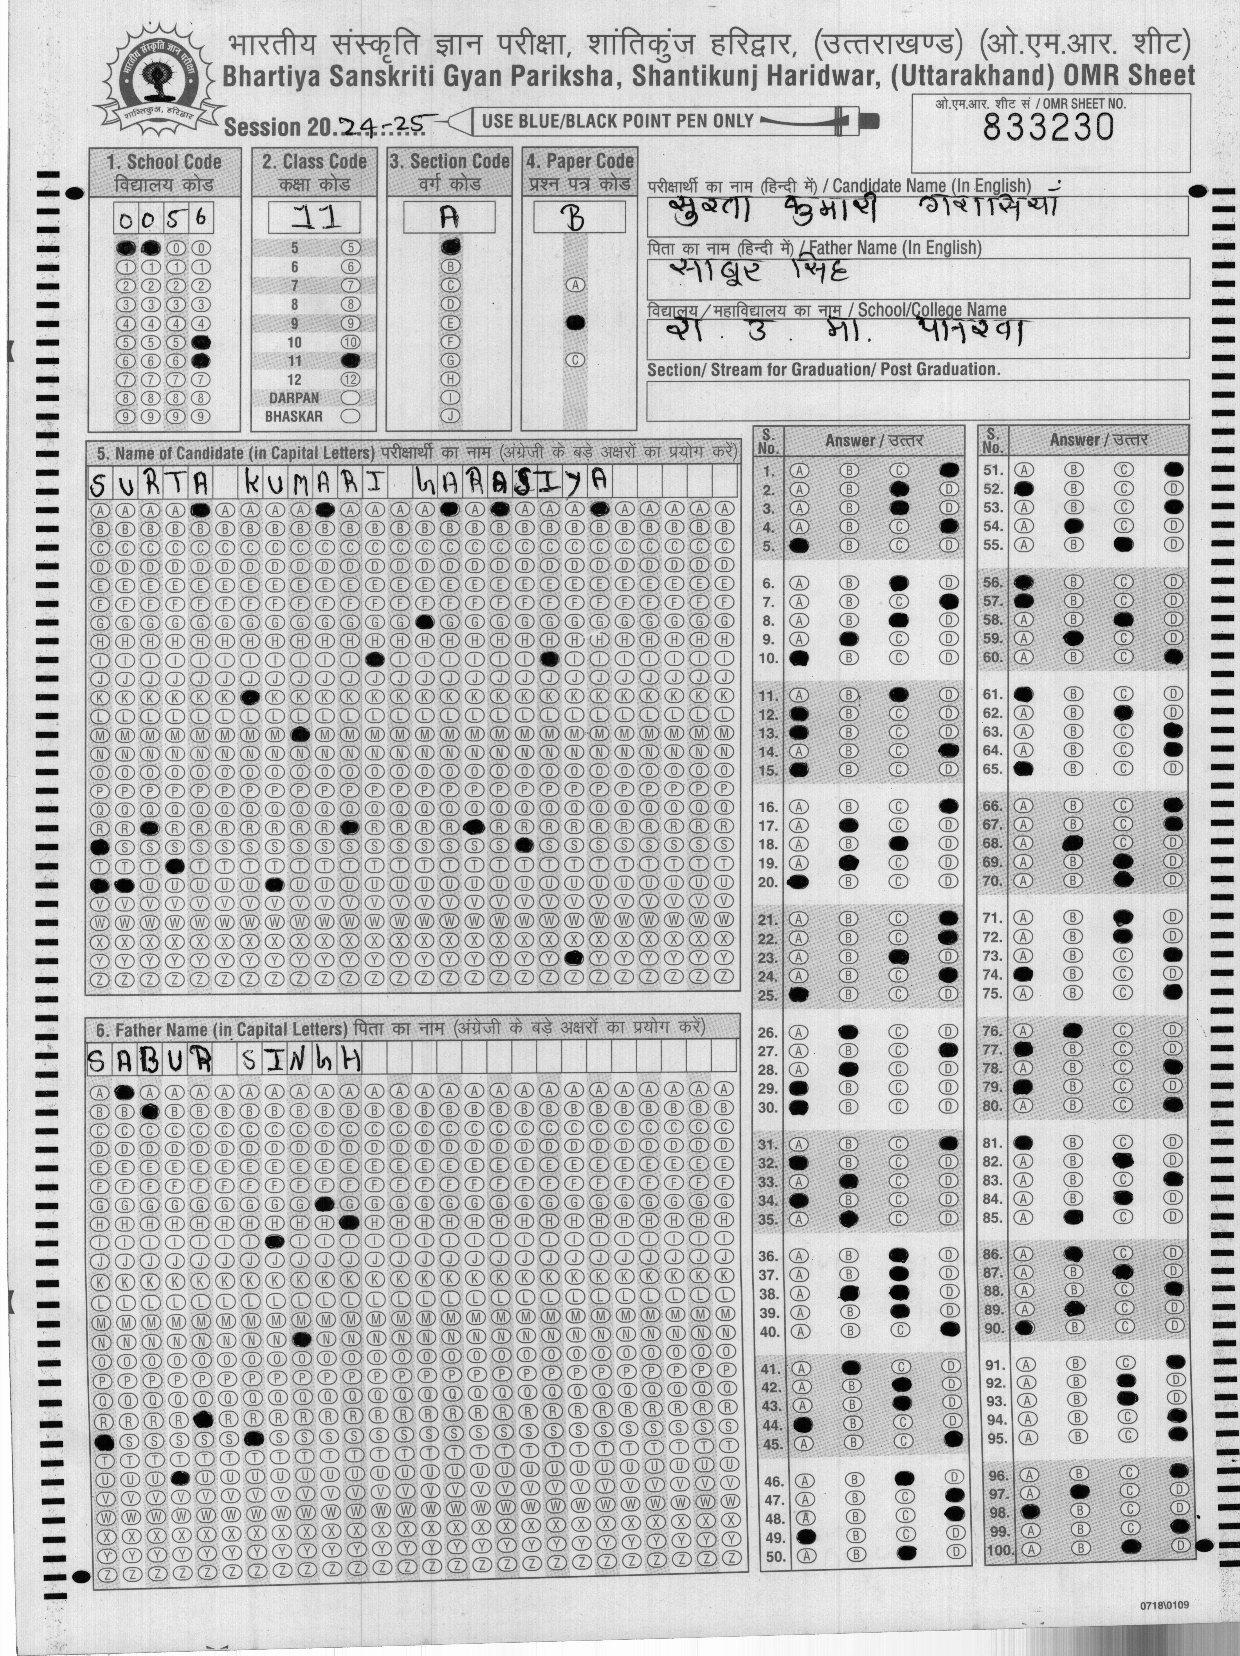 भारतीय संस्कृति ज्ञान परीक्षा, शांतिकुंज हरिद्वार, (उत्तराखण्ड) (ओ.एम.आर. शीट)
Bhartiya Sanskriti Gyan Pariksha, Shantikunj Haridwar, (Uttarakhand) OMR Sheet
Session 2024-25
USE BLUE/BLACK POINT PEN ONLY
ओ.एम.आर. शीट सं / OMR SHEET NO.
833230
1. School Code
विद्यालय कोड
0056
2. Class Code
कक्षा कोड
11
5
6
7
8
9
10
11
12
DARPAN
BHASKAR
3. Section Code
वर्ग कोड
A
4. Paper Code
प्रश्न पत्र कोड
B
परीक्षार्थी का नाम (हिन्दी में) / Candidate Name (In English)
सुरता कुमारी गरासिया
पिता का नाम (हिन्दी में) / Father Name (In English)
साबूर सिंह
विद्यालय / महाविद्यालय का नाम / School/College Name
रा. उ. मा. पानरवा
Section/ Stream for Graduation/ Post Graduation.
5. Name of Candidate (in Capital Letters) परीक्षार्थी का नाम (अंग्रेजी के बड़े अक्षरों का प्रयोग करें)
SURTA KUMARI GARASIYA
6. Father Name (in Capital Letters) पिता का नाम (अंग्रेजी के बड़े अक्षरों का प्रयोग करें)
SABUR SINGH
S. No. Answer / उत्तर
S. No. Answer / उत्तर
0718\0109